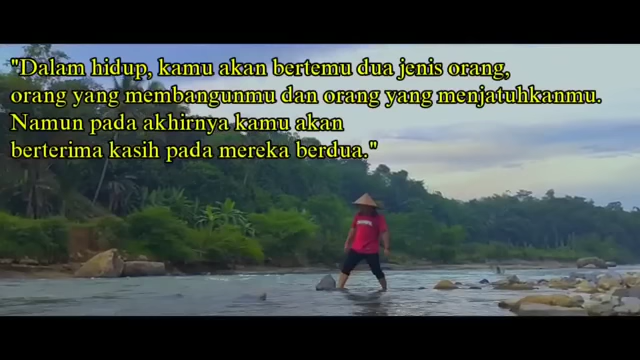 "Dalam hidup, kamu akan bertemu dua jenis orang,
orang yang membangunmu dan orang yang menjatuhkanmu.
Namun pada akhirnya kamu akan
berterima kasih pada mereka berdua."